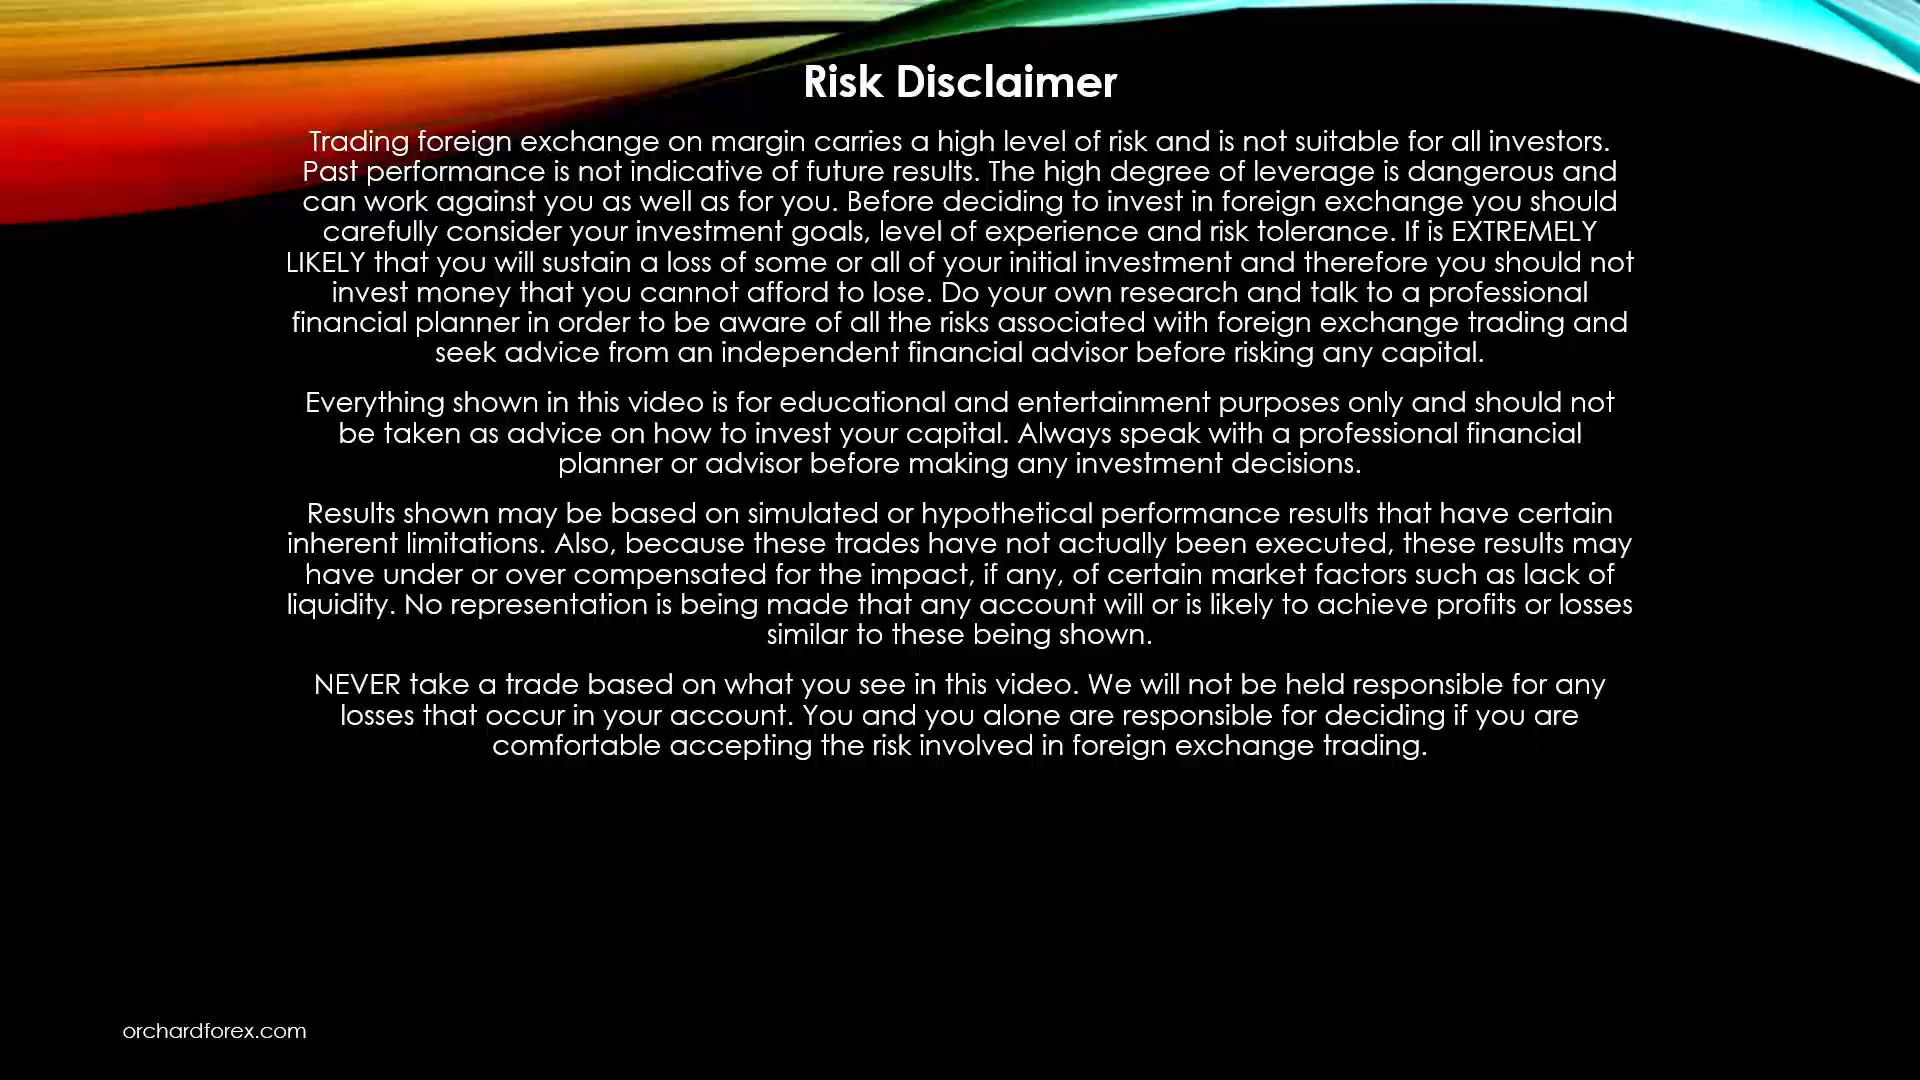 Risk Disclaimer
Trading foreign exchange on margin carries a high level of risk and is not suitable for all investors.
Past performance is not indicative of future results. The high degree of leverage is dangerous and
can work against you as well as for you. Before deciding to invest in foreign exchange you should
carefully consider your investment goals, level of experience and risk tolerance. If is EXTREMELY
LIKELY that you will sustain a loss of some or all of your initial investment and therefore you should not
invest money that you cannot afford to lose. Do your own research and talk to a professional
financial planner in order to be aware of all the risks associated with foreign exchange trading and
seek advice from an independent financial advisor before risking any capital.
Everything shown in this video is for educational and entertainment purposes only and should not
be taken as advice on how to invest your capital. Always speak with a professional financial
planner or advisor before making any investment decisions.
Results shown may be based on simulated or hypothetical performance results that have certain
inherent limitations. Also, because these trades have not actually been executed, these results may
have under or over compensated for the impact, if any, of certain market factors such as lack of
liquidity. No representation is being made that any account will or is likely to achieve profits or losses
similar to these being shown.
NEVER take a trade based on what you see in this video. We will not be held responsible for any
losses that occur in your account. You and you alone are responsible for deciding if you are
comfortable accepting the risk involved in foreign exchange trading.
orchardforex.com